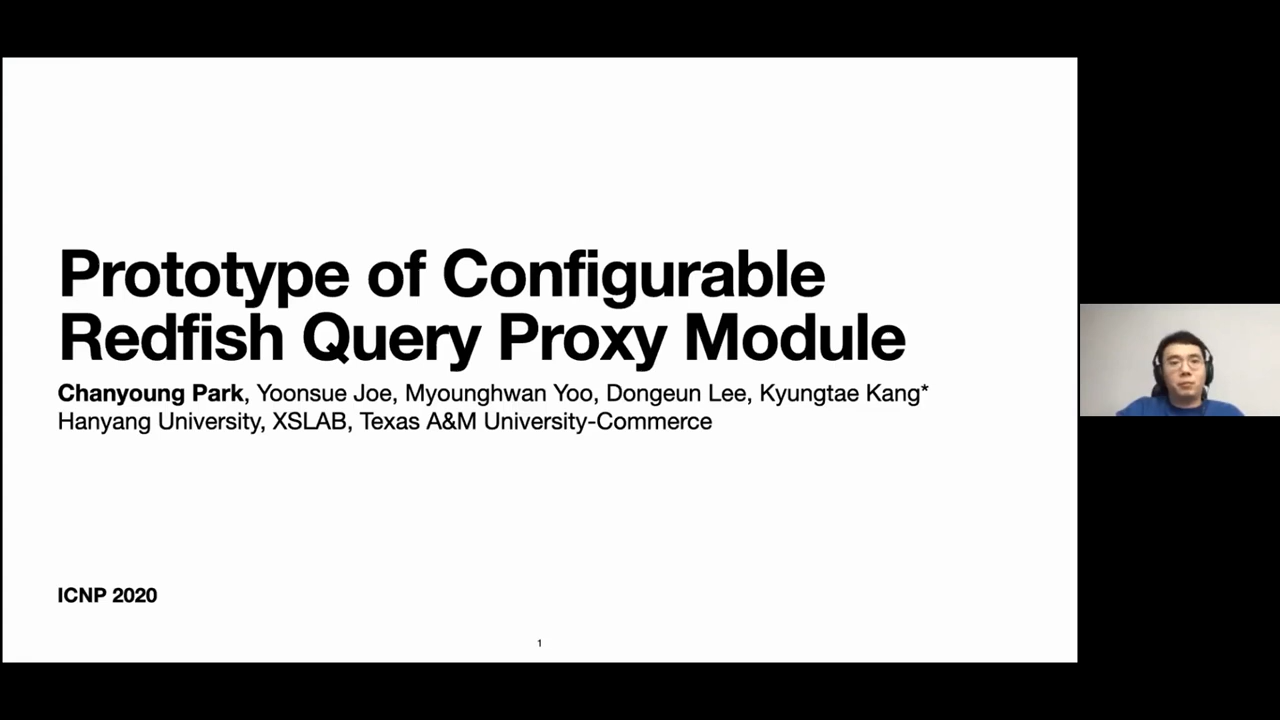 Prototype of Configurable
Redfish Query Proxy Module
Chanyoung Park, Yoonsue Joe, Myounghwan Yoo, Dongeun Lee, Kyungtae Kang*
Hanyang University, XSLAB, Texas A&M University-Commerce
ICNP 2020
1